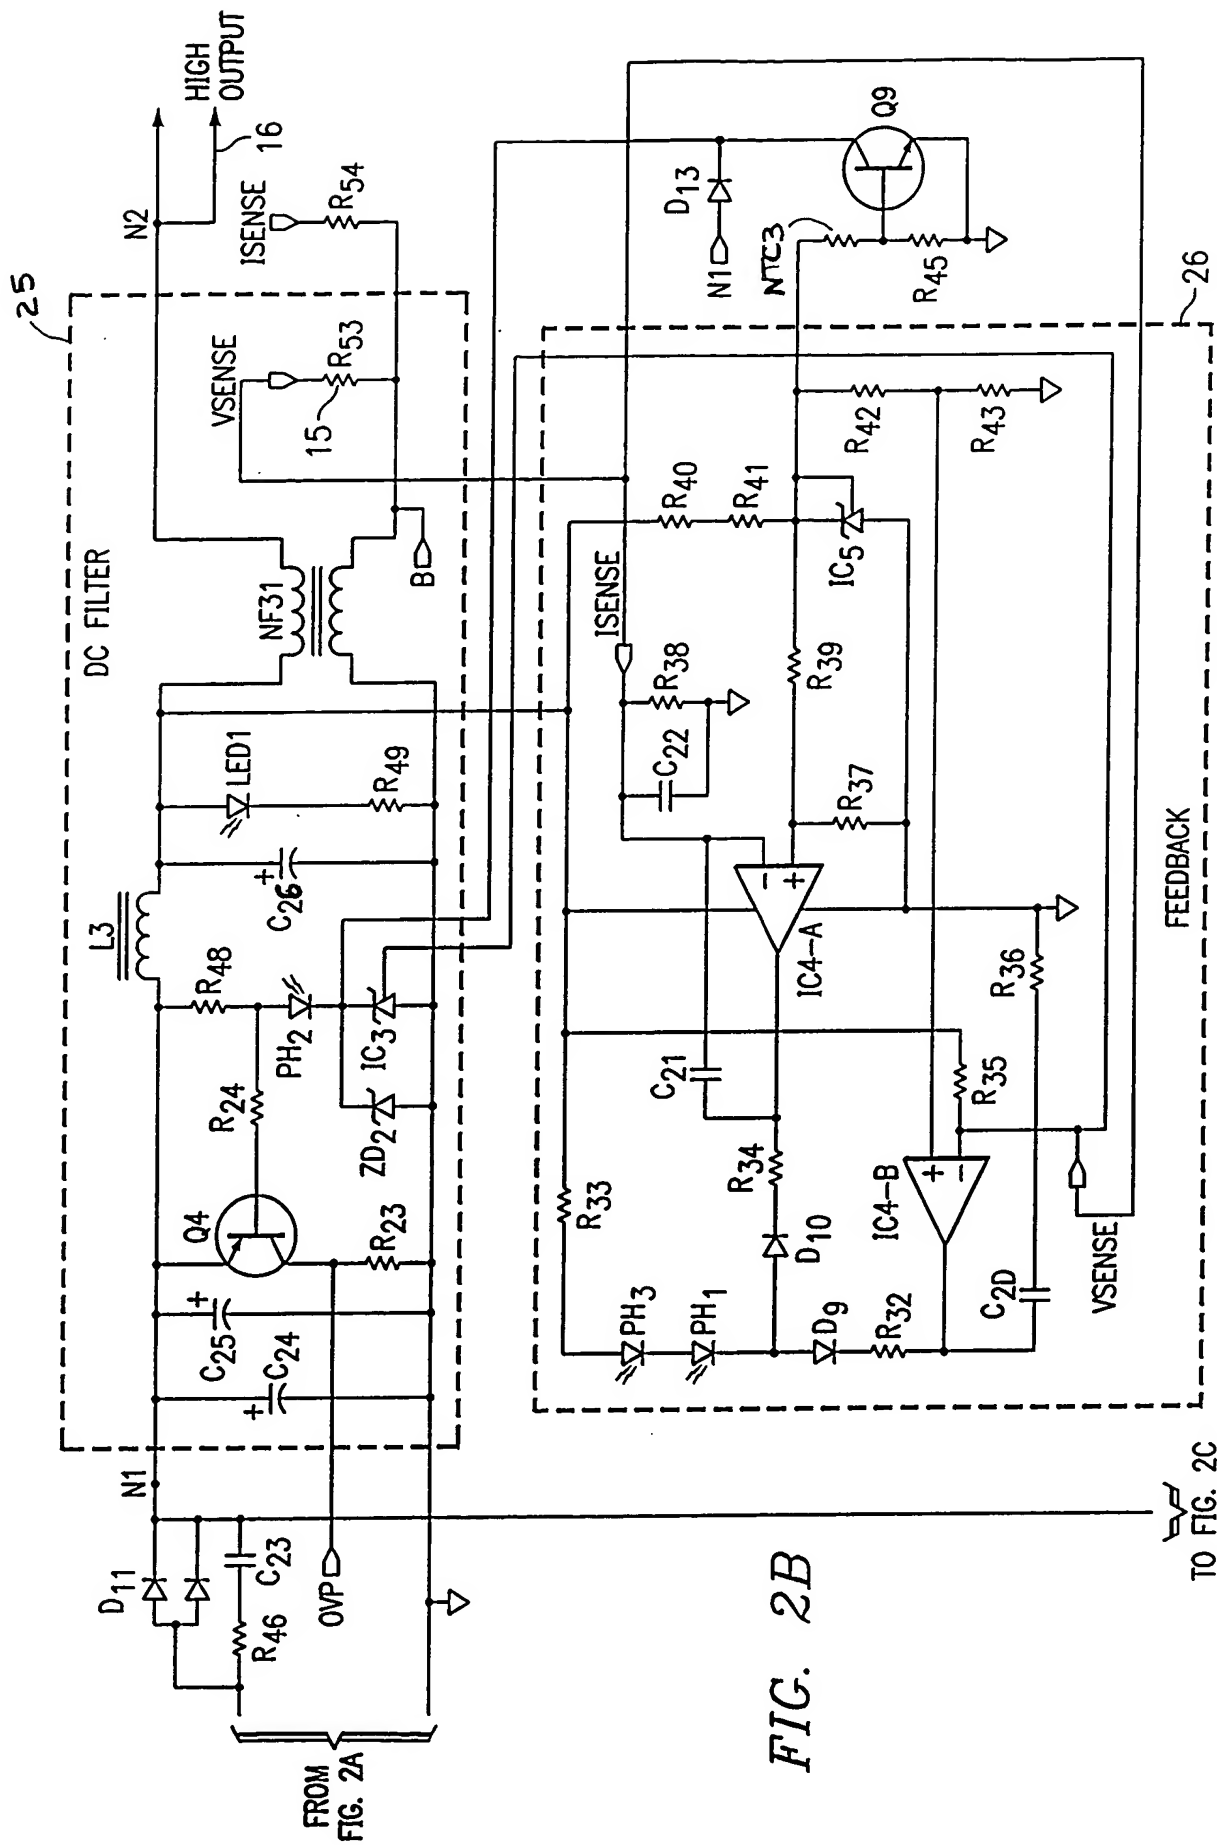 25
DC FILTER
N2
HIGH
OUTPUT
16
ISENSE
R54
VSENSE
R53
15
B
NF31
LED1
R49
C26
+
L3
R48
PH2
IC3
ZD2
R24
Q4
R23
C25
+
C24
+
N1
D11
C23
R46
OVP
FROM
FIG. 2A
26
FEEDBACK
Q9
D13
N1
NTC3
R45
R42
R43
R40
R41
IC5
ISENSE
R38
C22
R39
R37
-
+
IC4-A
R36
C21
R35
R34
R33
+
-
IC4-B
D10
PH3
PH1
D9
R32
C2D
VSENSE
TO FIG. 2C
FIG. 2B